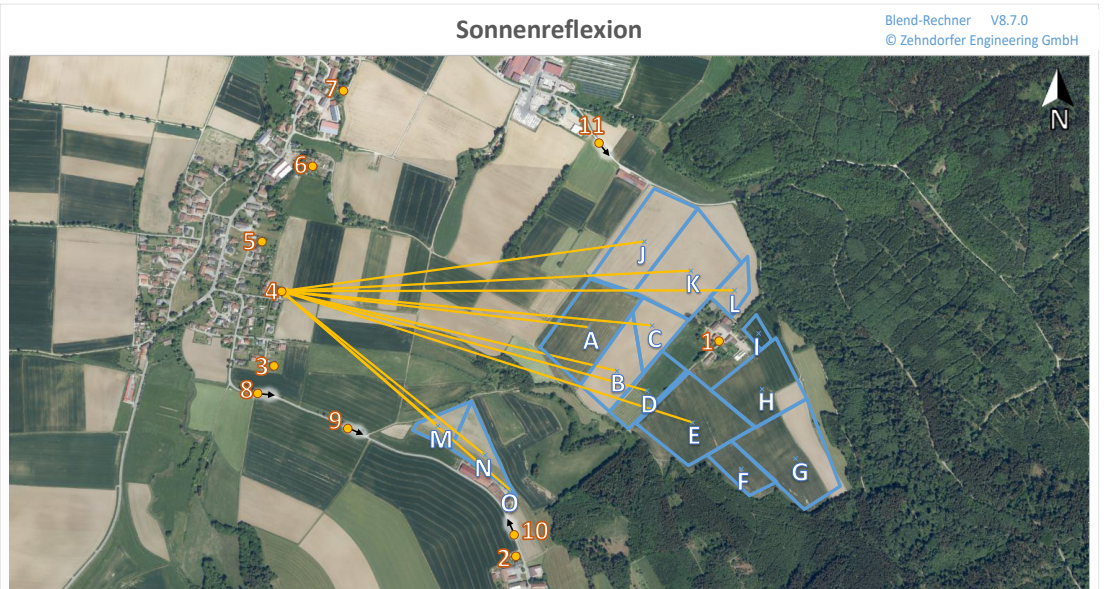 Sonnenreflexion
Blend-Rechner V8.7.0
© Zehndorfer Engineering GmbH
7
11
N
6
5
J
4
K
L
A
C
1
I
3
B
8
D
H
9
M
E
N
G
F
O
10
2